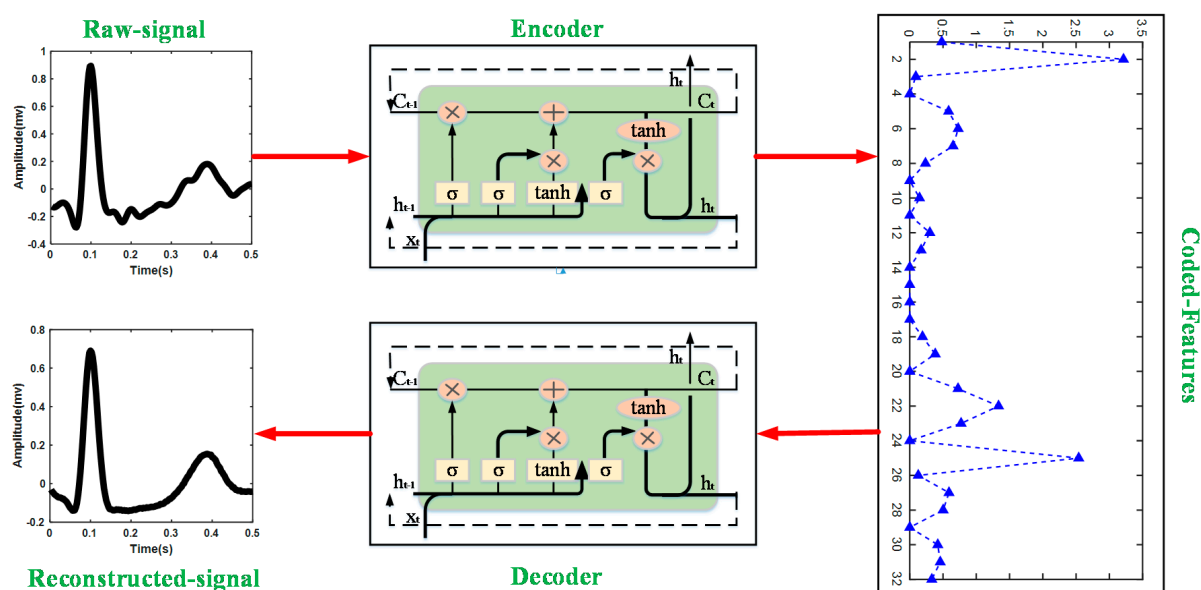 Raw-signal
Encoder
Amplitude(mv)
1
0.8
0.6
0.4
0.2
0
-0.2
-0.4
0 0.1 0.2 0.3 0.4 0.5
Time(s)
ht
Ct-1
Ct
tanh
σ σ tanh σ
ht-1
ht
xt
0 0.5 1 1.5 2 2.5 3 3.5
2
4
6
8
10
12
14
16
18
20
22
24
26
28
30
32
Coded-Features
Amplitude(mv)
0.8
0.6
0.4
0.2
0
-0.2
0 0.1 0.2 0.3 0.4 0.5
Time(s)
Reconstructed-signal
ht
Ct-1
Ct
tanh
σ σ tanh σ
ht-1
ht
xt
Decoder